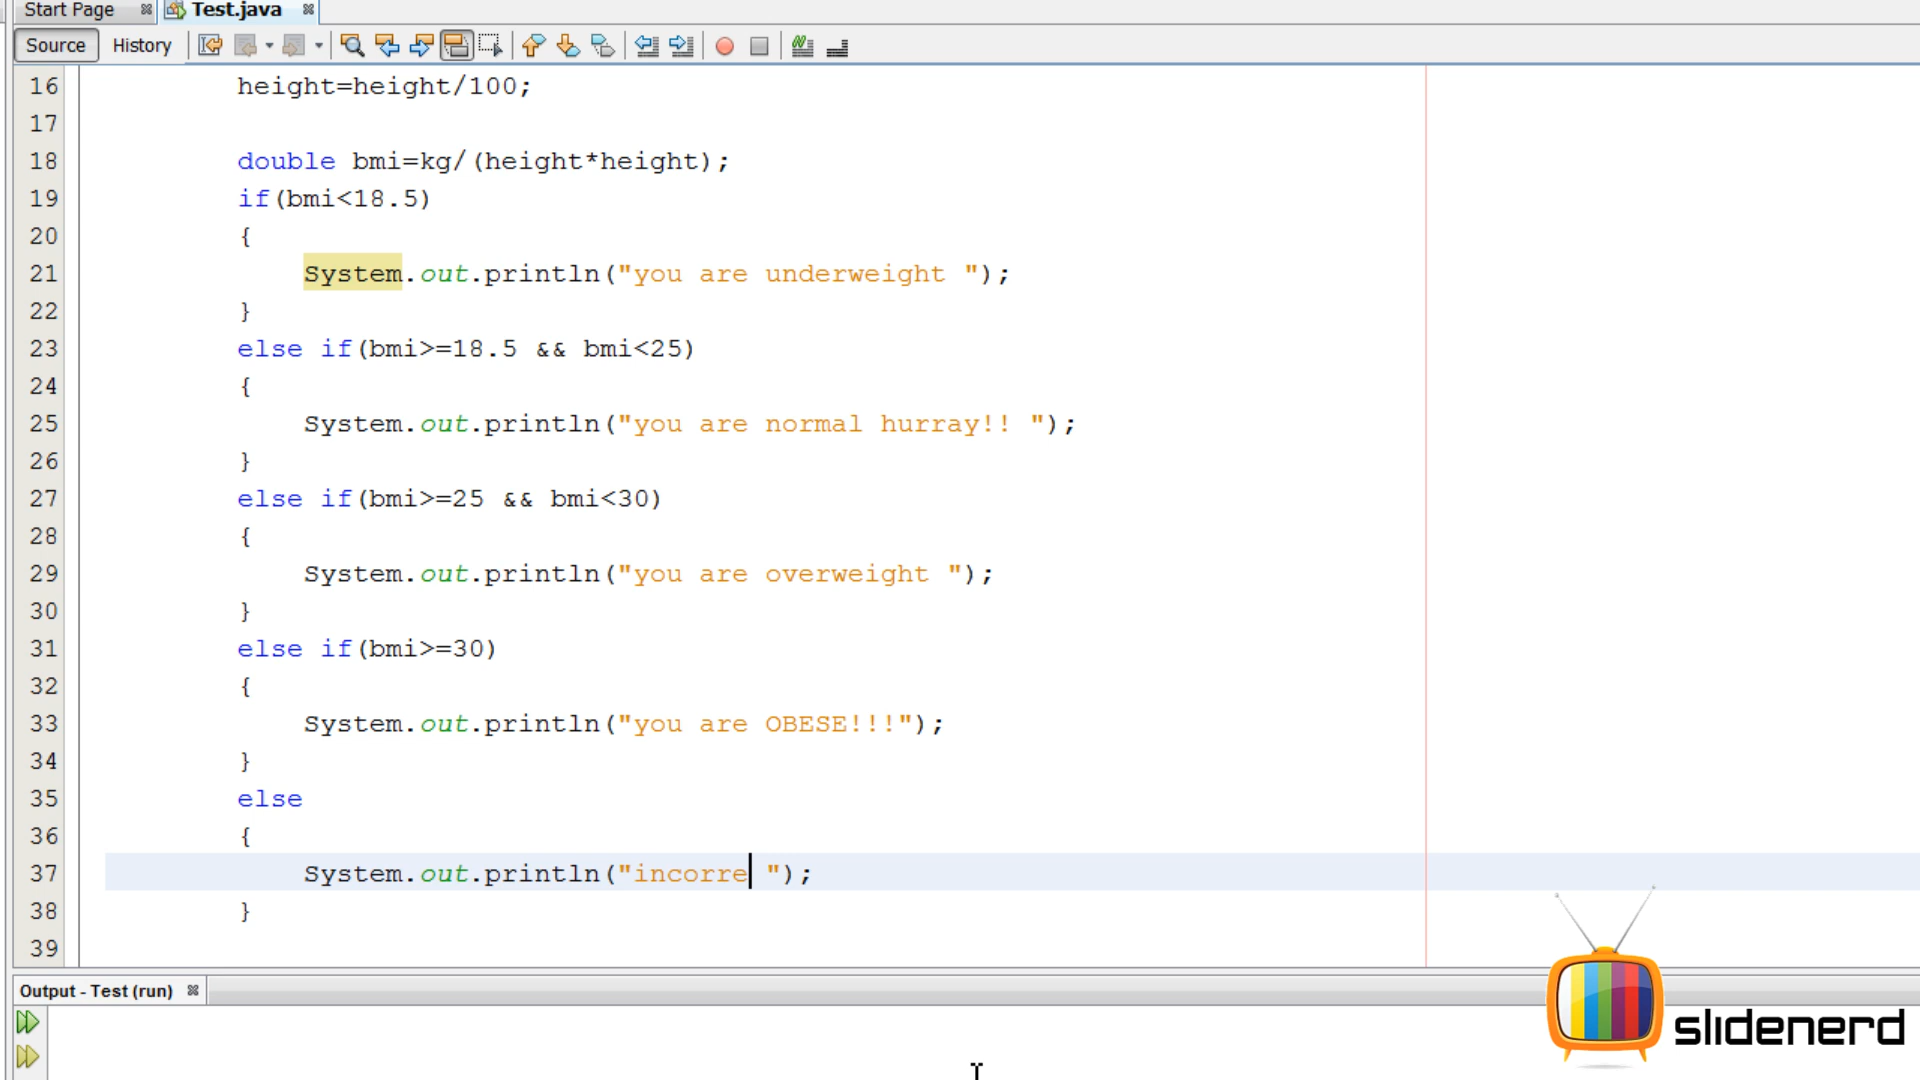 Start Page Test.java
Source History
16 height=height/100;
17
18 double bmi=kg/(height*height);
19 if(bmi<18.5)
20 {
21 System.out.println("you are underweight ");
22 }
23 else if(bmi>=18.5 && bmi<25)
24 {
25 System.out.println("you are normal hurray!! ");
26 }
27 else if(bmi>=25 && bmi<30)
28 {
29 System.out.println("you are overweight ");
30 }
31 else if(bmi>=30)
32 {
33 System.out.println("you are OBESE!!!");
34 }
35 else
36 {
37 System.out.println("incorre ");
38 }
39
Output - Test (run)
slidenerd